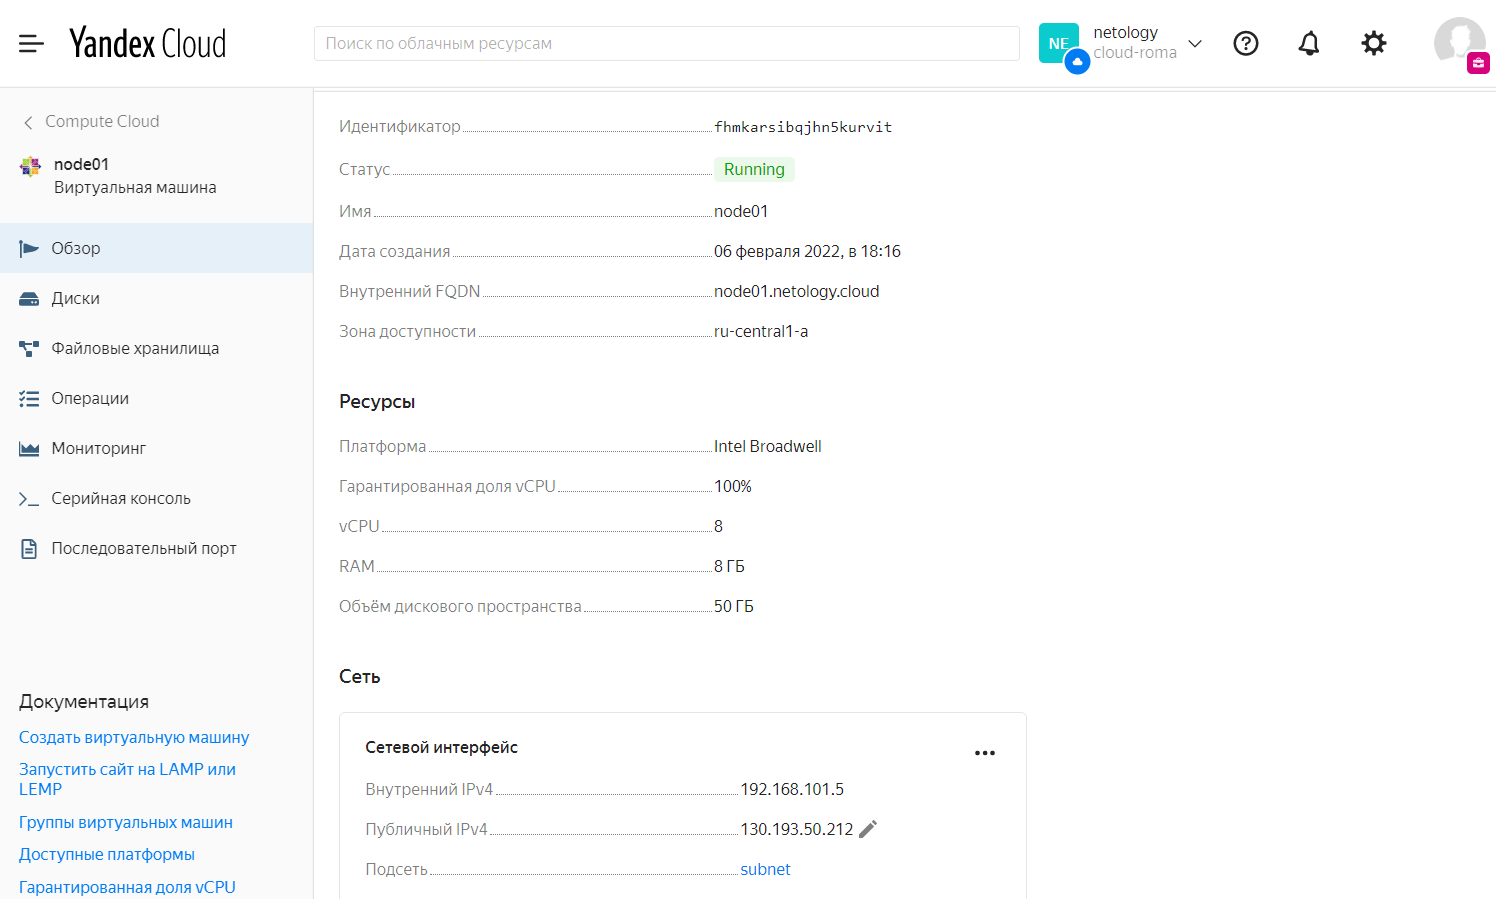 Yandex Cloud
Поиск по облачным ресурсам
NE
netology
cloud-roma
Compute Cloud
node01
Виртуальная машина
Обзор
Диски
Файловые хранилища
Операции
Мониторинг
Серийная консоль
Последовательный порт
Документация
Создать виртуальную машину
Запустить сайт на LAMP или
LEMP
Группы виртуальных машин
Доступные платформы
Гарантированная доля vCPU
Идентификатор fhmkarsibqjhn5kurvit
Статус Running
Имя node01
Дата создания 06 февраля 2022, в 18:16
Внутренний FQDN node01.netology.cloud
Зона доступности ru-central1-a
Ресурсы
Платформа Intel Broadwell
Гарантированная доля vCPU 100%
vCPU 8
RAM 8 ГБ
Объём дискового пространства 50 ГБ
Сеть
Сетевой интерфейс
Внутренний IPv4 192.168.101.5
Публичный IPv4 130.193.50.212
Подсеть subnet